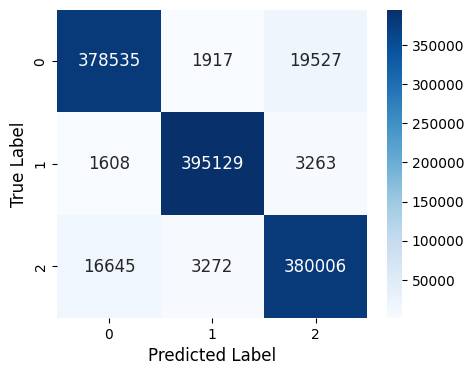 0 378535 1917 19527
1 1608 395129 3263
2 16645 3272 380006
0 1 2
Predicted Label
True Label
350000
300000
250000
200000
150000
100000
50000